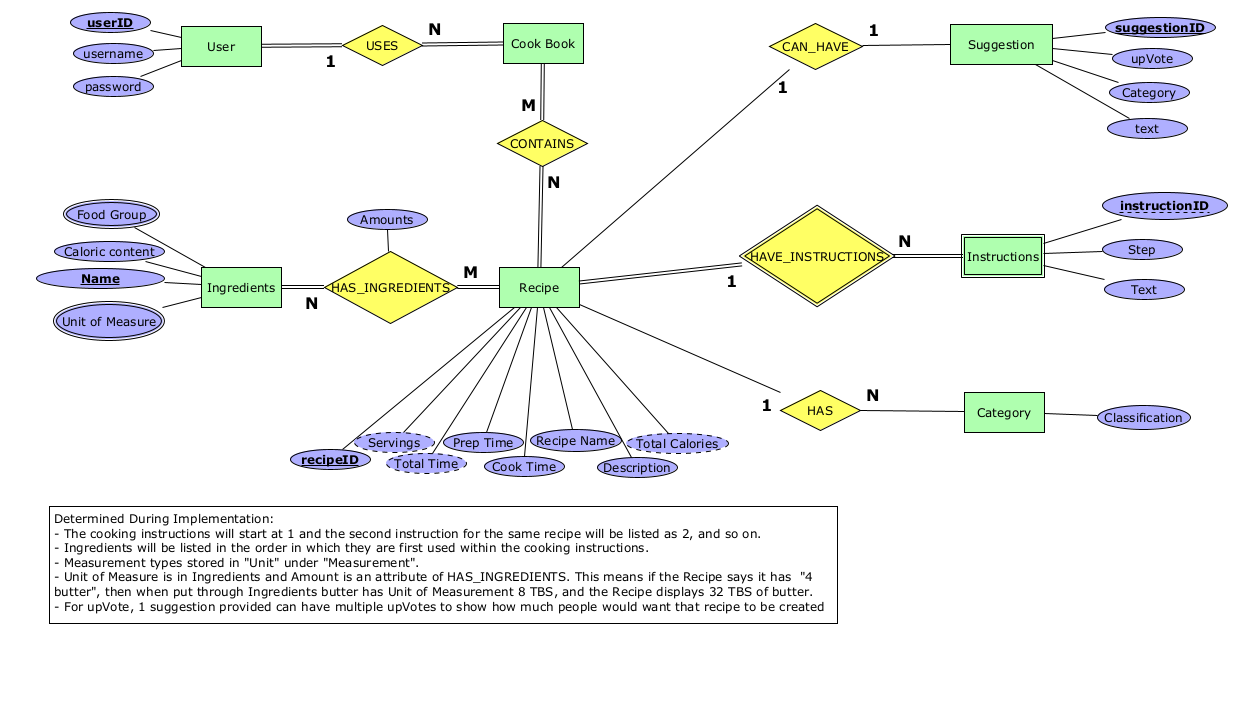 userID
username
password
User
1
USES
N
Cook Book
M
CONTAINS
N
CAN_HAVE
1
1
Suggestion
suggestionID
upVote
Category
text
Food Group
Caloric content
Name
Unit of Measure
Ingredients
N
Amounts
HAS_INGREDIENTS
M
Recipe
1
HAVE_INSTRUCTIONS
N
Instructions
instructionID
Step
Text
1
HAS
N
Category
Classification
recipeID
Servings
Total Time
Prep Time
Cook Time
Recipe Name
Description
Total Calories
Determined During Implementation:
- The cooking instructions will start at 1 and the second instruction for the same recipe will be listed as 2, and so on.
- Ingredients will be listed in the order in which they are first used within the cooking instructions.
- Measurement types stored in "Unit" under "Measurement".
- Unit of Measure is in Ingredients and Amount is an attribute of HAS_INGREDIENTS. This means if the Recipe says it has "4
butter", then when put through Ingredients butter has Unit of Measurement 8 TBS, and the Recipe displays 32 TBS of butter.
- For upVote, 1 suggestion provided can have multiple upVotes to show how much people would want that recipe to be created